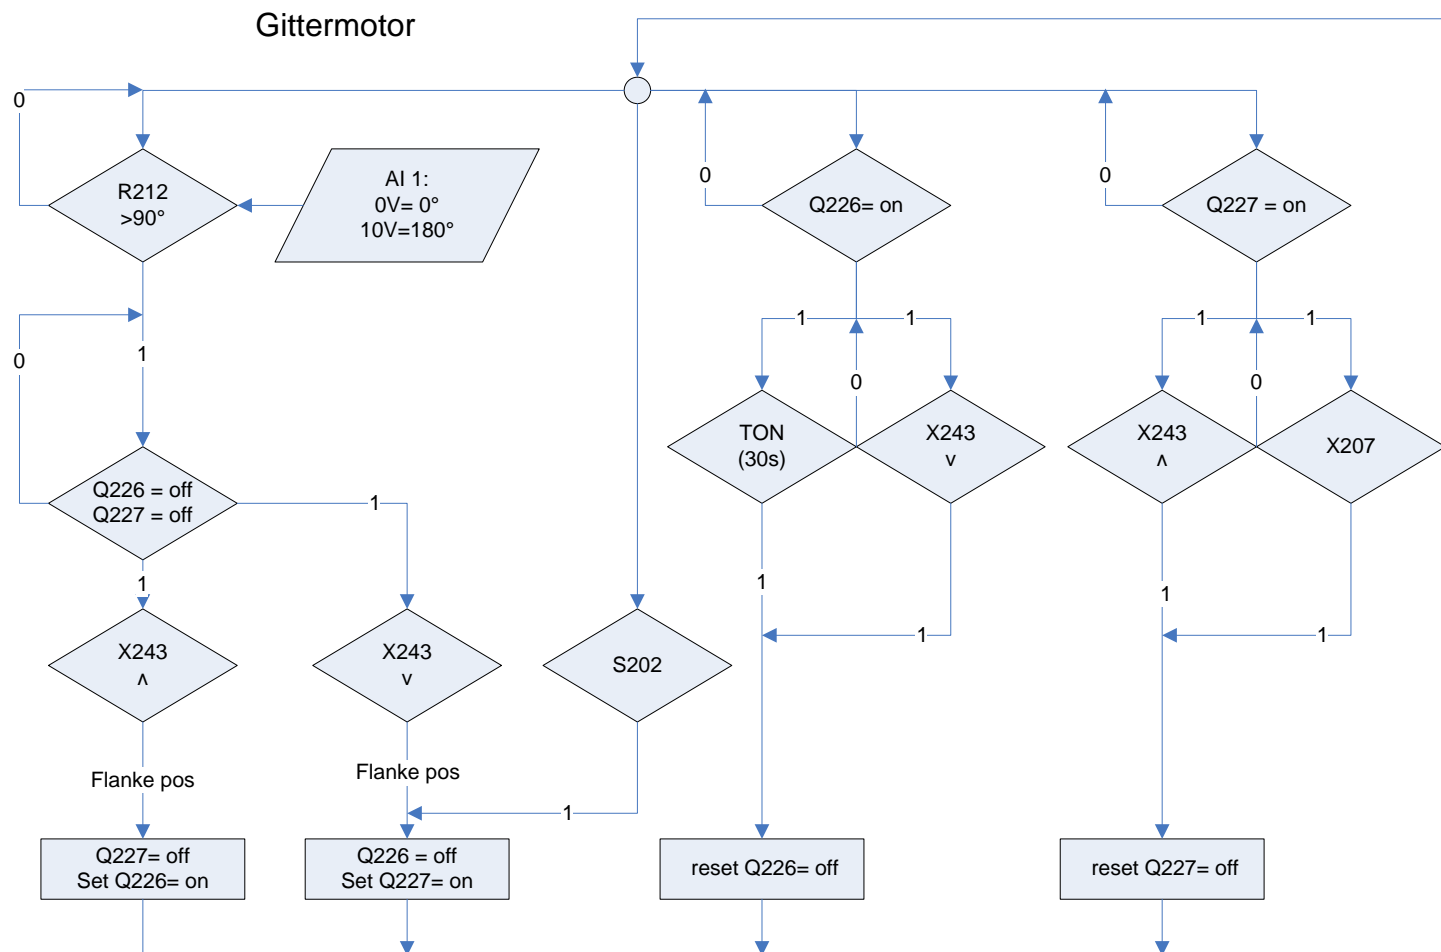 Gittermotor
0
R212
>90°
AI 1:
0V= 0°
10V=180°
0
Q226= on
0
Q227 = on
0
1
1
1
0
1
1
0
TON
(30s)
X243
v
X243
ʌ
X207
Q226 = off
Q227 = off
1
1
1
1
1
1
X243
ʌ
X243
v
S202
Flanke pos
Flanke pos
1
Q227= off
Set Q226= on
Q226 = off
Set Q227= on
reset Q226= off
reset Q227= off